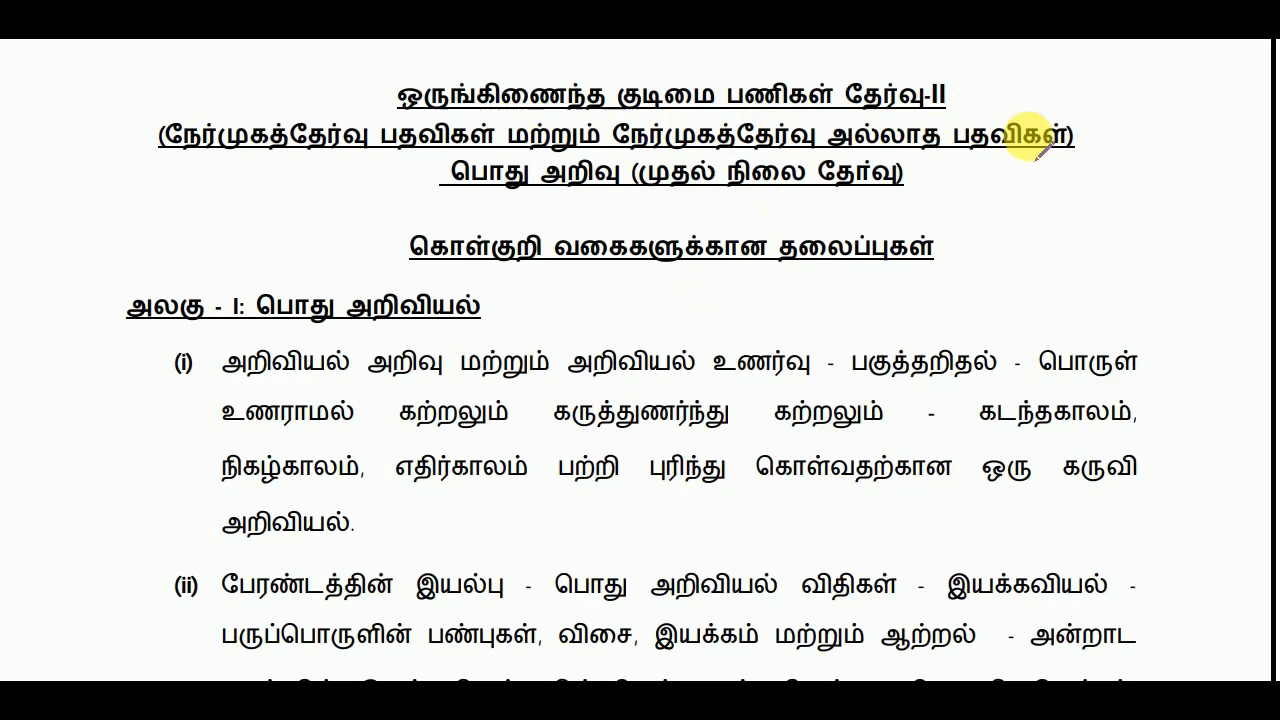 ஒருங்கிணைந்த குடிமை பணிகள் தேர்வு-II
(நேர்முகத்தேர்வு பதவிகள் மற்றும் நேர்முகத்தேர்வு அல்லாத பதவிகள்)
பொது அறிவு (முதல் நிலை தேர்வு)
கொள்குறி வகைகளுக்கான தலைப்புகள்
அலகு - I: பொது அறிவியல்
(i) அறிவியல் அறிவு மற்றும் அறிவியல் உணர்வு - பகுத்தறிதல் - பொருள்
உணராமல் கற்றலும் கருத்துணர்ந்து கற்றலும் - கடந்தகாலம்,
நிகழ்காலம், எதிர்காலம் பற்றி புரிந்து கொள்வதற்கான ஒரு கருவி
அறிவியல்.
(ii) பேரண்டத்தின் இயல்பு - பொது அறிவியல் விதிகள் - இயக்கவியல் -
பருப்பொருளின் பண்புகள், விசை, இயக்கம் மற்றும் ஆற்றல் - அன்றாட